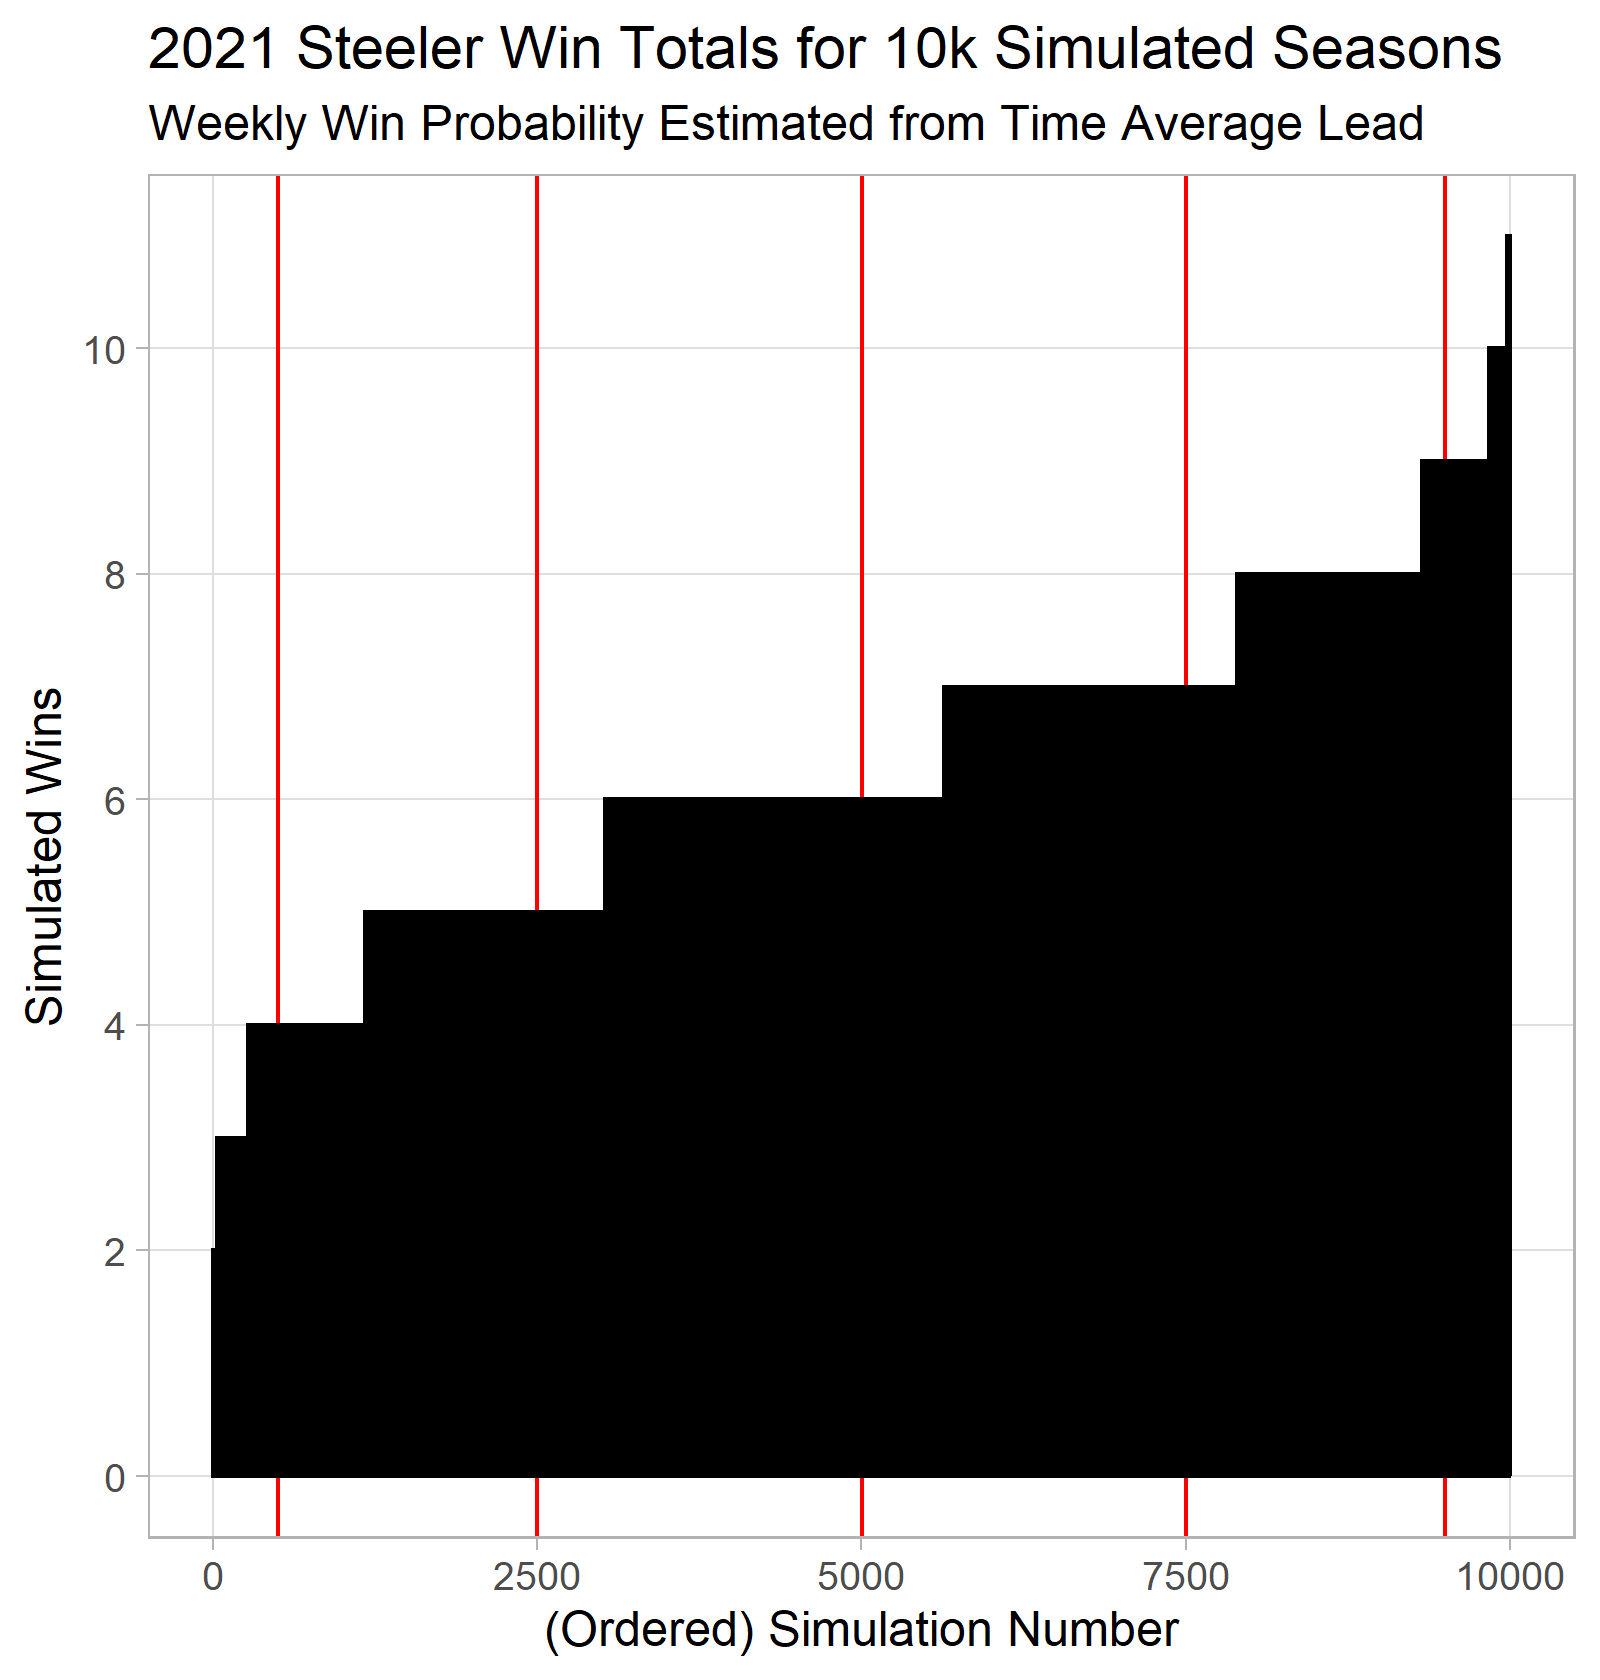 2021 Steeler Win Totals for 10k Simulated Seasons
Weekly Win Probability Estimated from Time Average Lead
Simulated Wins
10
8
6
4
2
0
0 2500 5000 7500 10000
(Ordered) Simulation Number